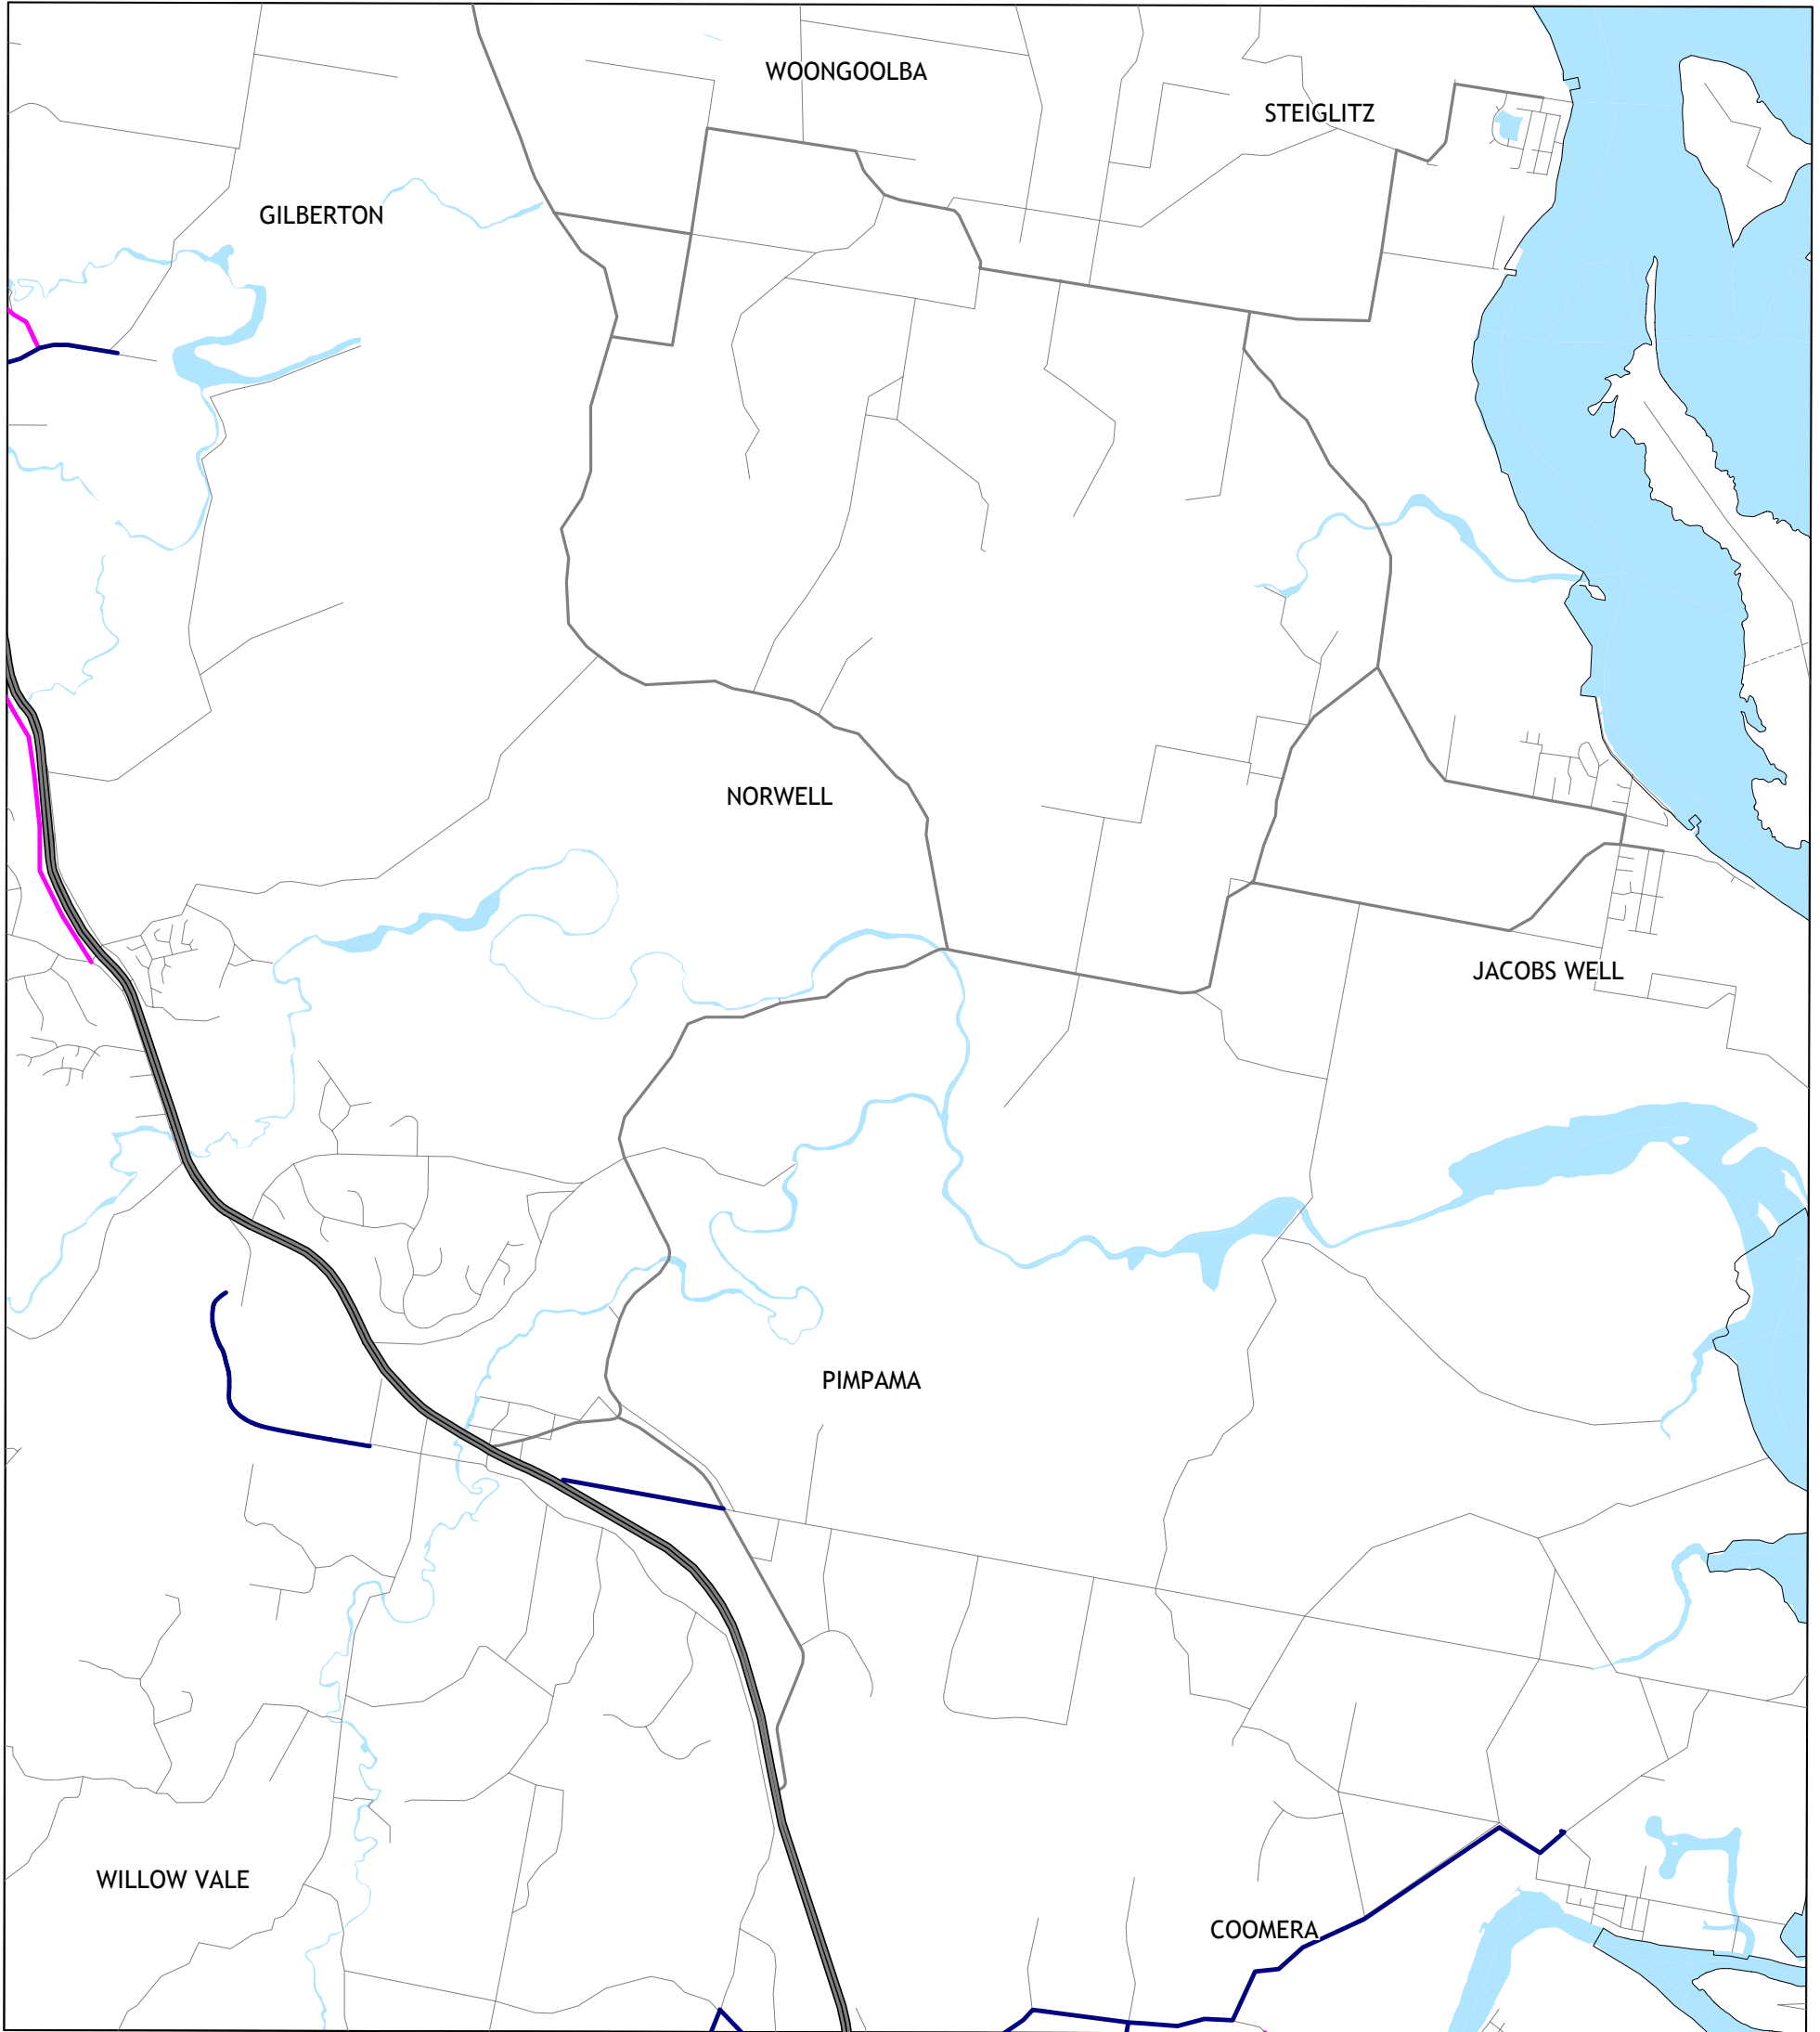 WOONGOOLBA
STEIGLITZ
GILBERTON
NORWELL
JACOBS WELL
PIMPAMA
WILLOW VALE
COOMERA